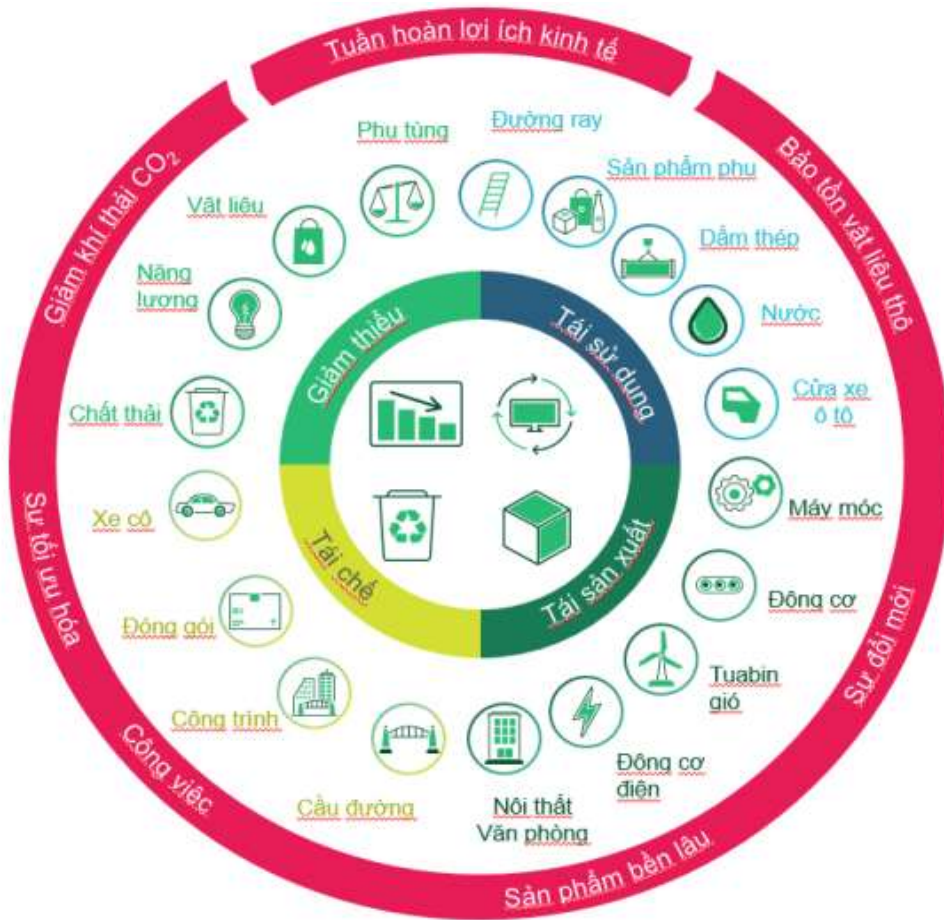 Tuần hoàn lợi ích kinh tế
Giảm khí thải CO₂
Bảo tồn vật liệu thô
Phụ tùng
Đường ray
Sản phẩm phụ
Vật liệu
Dầm thép
Năng
lượng
Nước
Giảm thiểu
Tái sử dụng
Chất thải
Cửa xe
ô tô
Xe cộ
Máy móc
Sự tối ưu hóa
Tái chế
Tái sản xuất
Động cơ
Sự đổi mới
Đóng gói
Tuabin
gió
Công trình
Công việc
Động cơ
điện
Cầu đường
Nội thất
Văn phòng
Sản phẩm bền lâu